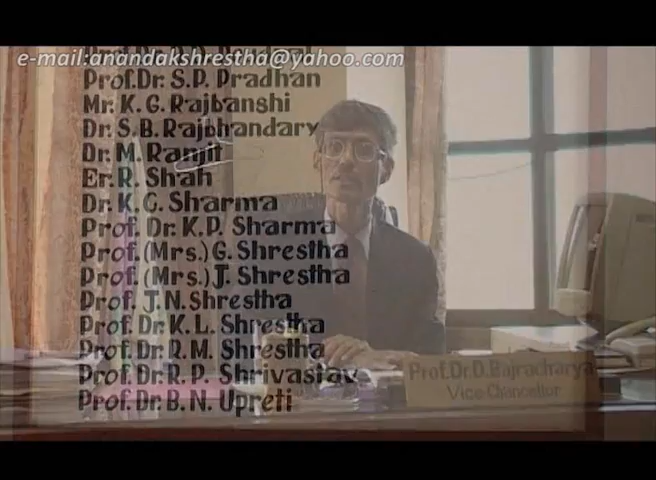 e-mail:anandakshrestha@yahoo.com
Prof.Dr.
Prof.Dr. S.P. Pradhan
Mr. K.G. Rajbanshi
Dr. S.B. Rajbhandary
Dr. M. Ranjit
Er. R. Shah
Dr. K.G. Sharma
Prof. Dr. K.P. Sharma
Prof. (Mrs.) G. Shrestha
Prof. (Mrs.) J. Shrestha
Prof. J.N. Shrestha
Prof. Dr. K.L. Shrestha
Prof. Dr. R.M. Shrestha
Prof. Dr. R.P. Shrivastav
Prof. Dr. B.N. Upreti
Prof.Dr.D.Bajracharya
Vice-Chancellor